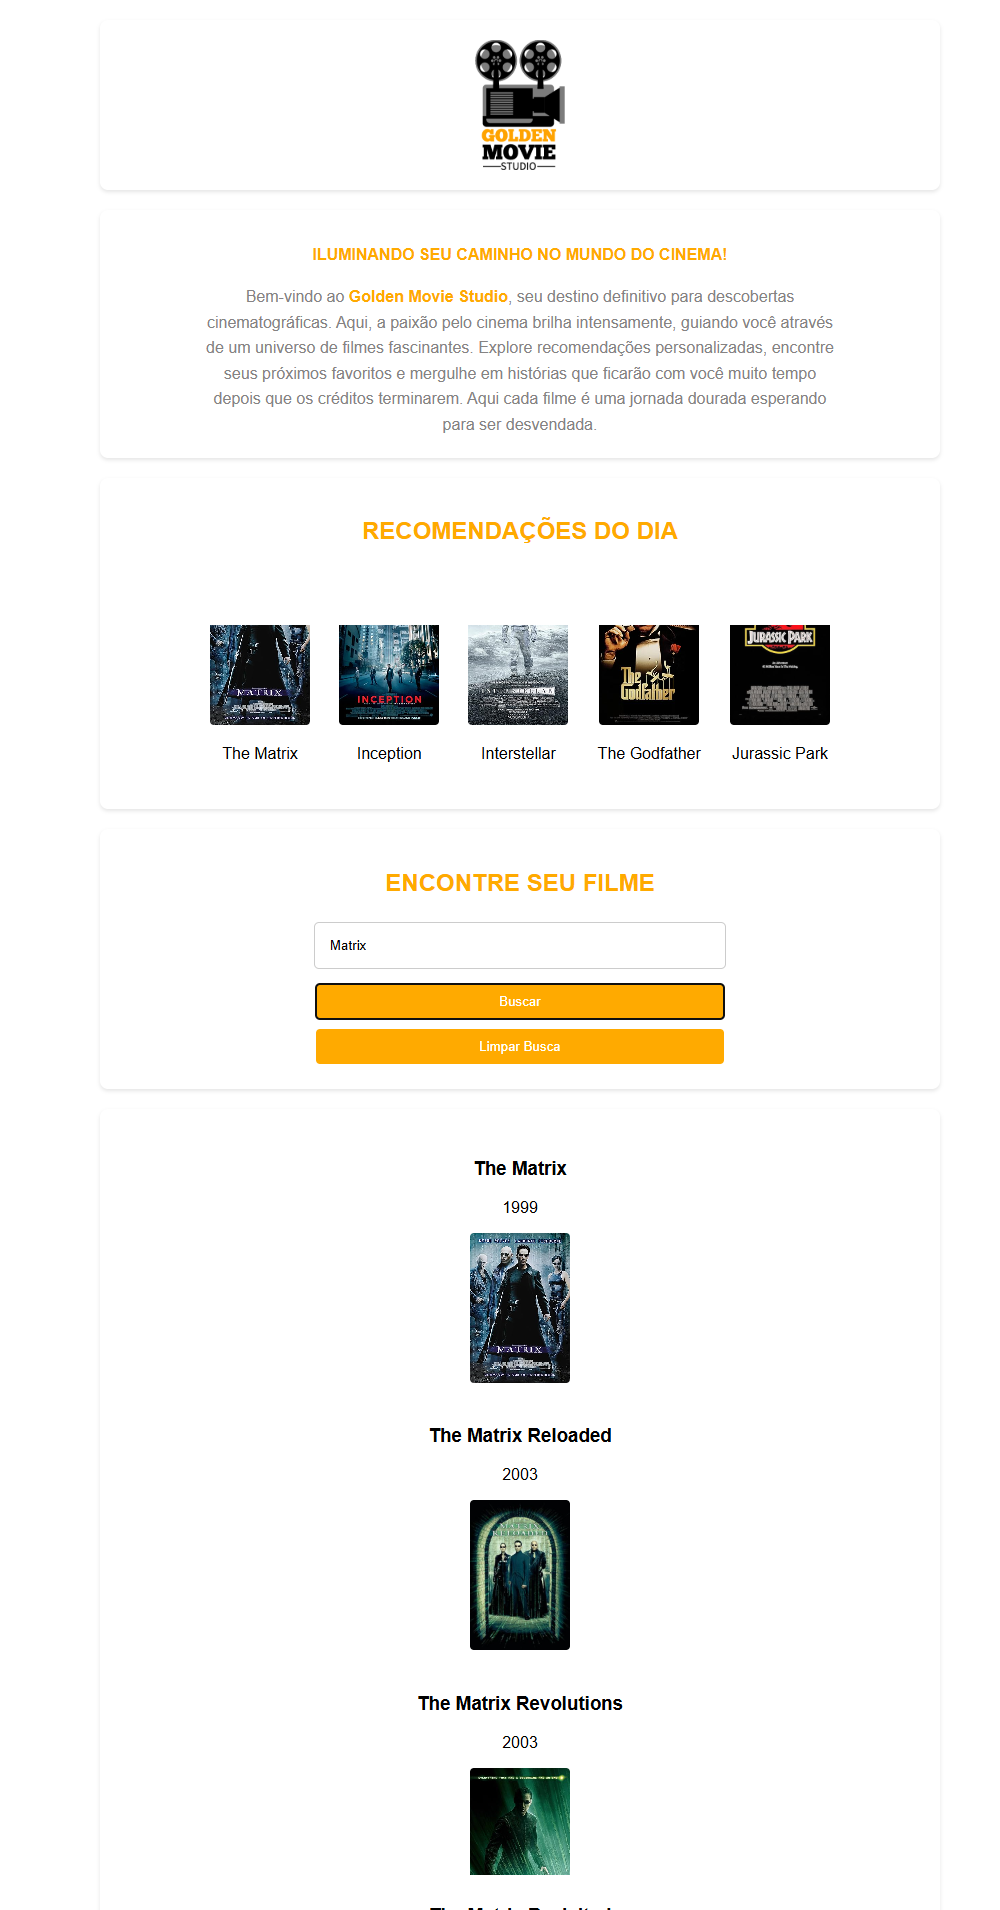 GOLDEN
MOVIE
STUDIO
ILUMINANDO SEU CAMINHO NO MUNDO DO CINEMA!
Bem-vindo ao Golden Movie Studio, seu destino definitivo para descobertas
cinematográficas. Aqui, a paixão pelo cinema brilha intensamente, guiando você através
de um universo de filmes fascinantes. Explore recomendações personalizadas, encontre
seus próximos favoritos e mergulhe em histórias que ficarão com você muito tempo
depois que os créditos terminarem. Aqui cada filme é uma jornada dourada esperando
para ser desvendada.
RECOMENDAÇÕES DO DIA
MATRIX
INCEPTION
INTERSTELLAR
The
Godfather
JURASSIC PARK
The Matrix
Inception
Interstellar
The Godfather
Jurassic Park
ENCONTRE SEU FILME
Matrix
Buscar
Limpar Busca
The Matrix
1999
MATRIX
The Matrix Reloaded
2003
MATRIX
RELOADED
The Matrix Revolutions
2003